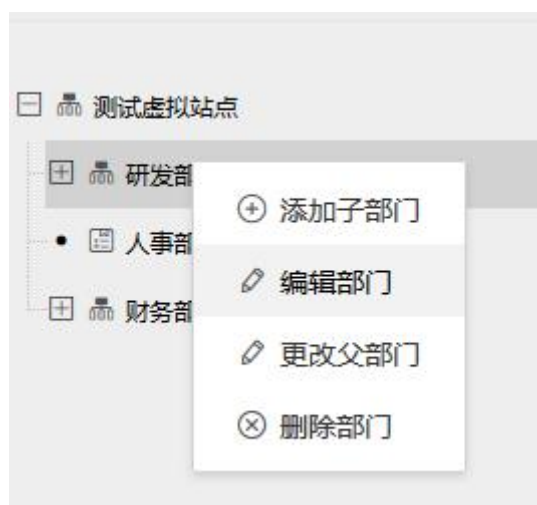 测试虚拟站点
研发部
添加子部门
人事部
编辑部门
财务部
更改父部门
删除部门